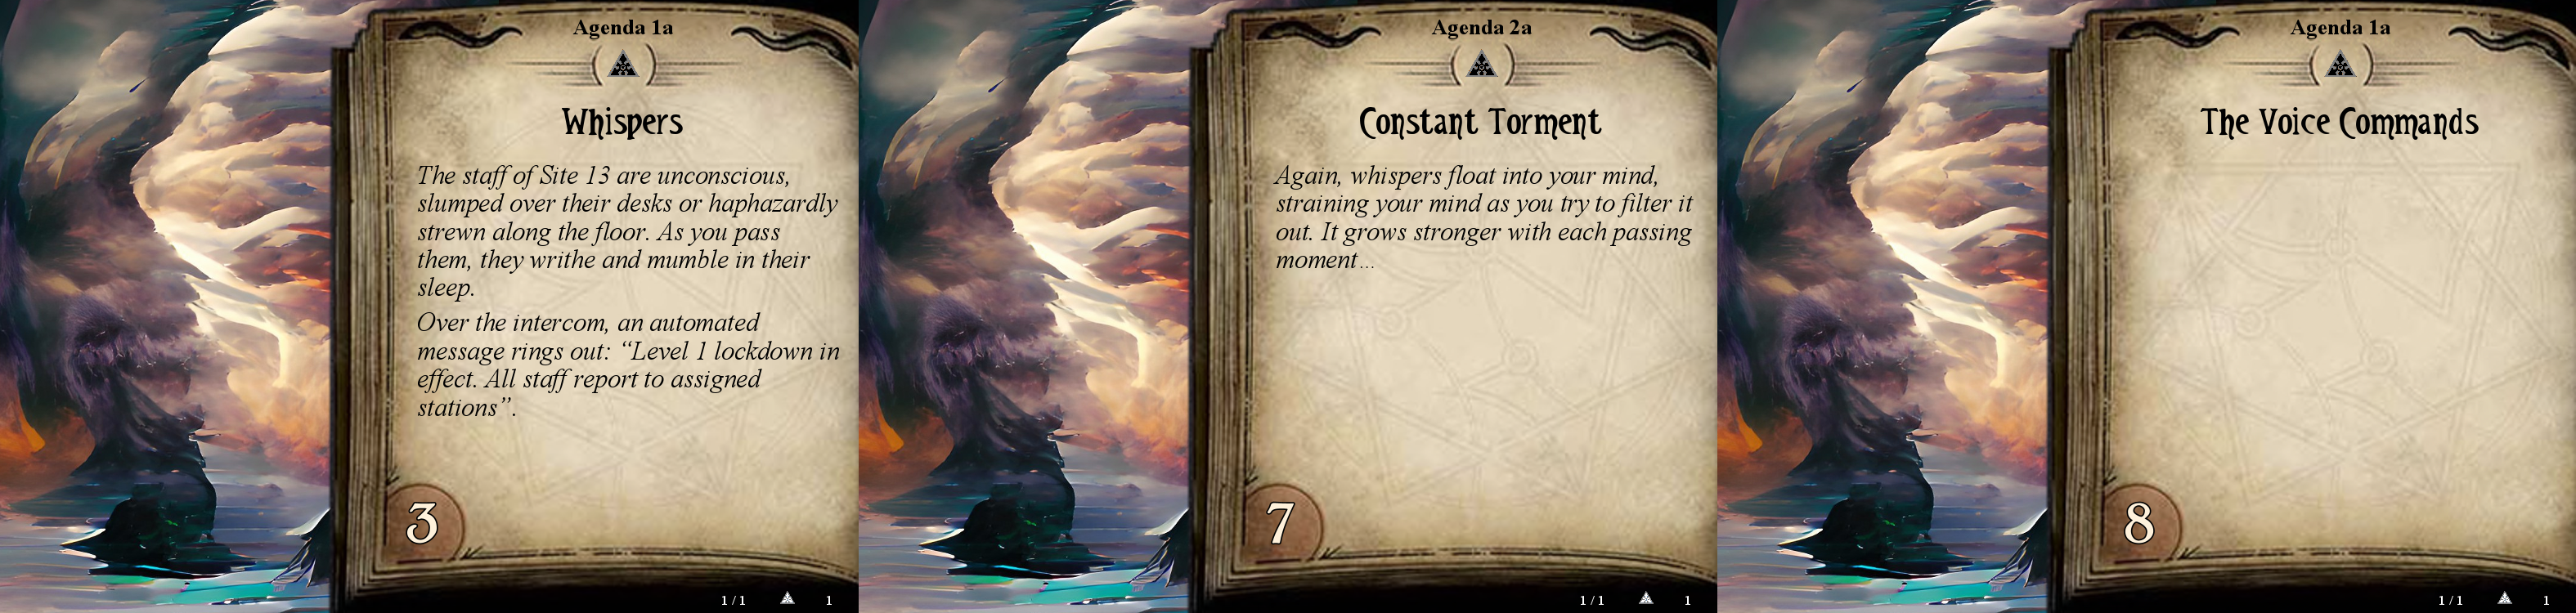 Agenda 1a
Whispers
The staff of Site 13 are unconscious,
slumped over their desks or haphazardly
strewn along the floor. As you pass
them, they writhe and mumble in their
sleep.
Over the intercom, an automated
message rings out: “Level 1 lockdown in
effect. All staff report to assigned
stations”.
3
1 / 1 1
Agenda 2a
Constant Torment
Again, whispers float into your mind,
straining your mind as you try to filter it
out. It grows stronger with each passing
moment…
7
1 / 1 1
Agenda 1a
The Voice Commands
8
1 / 1 1